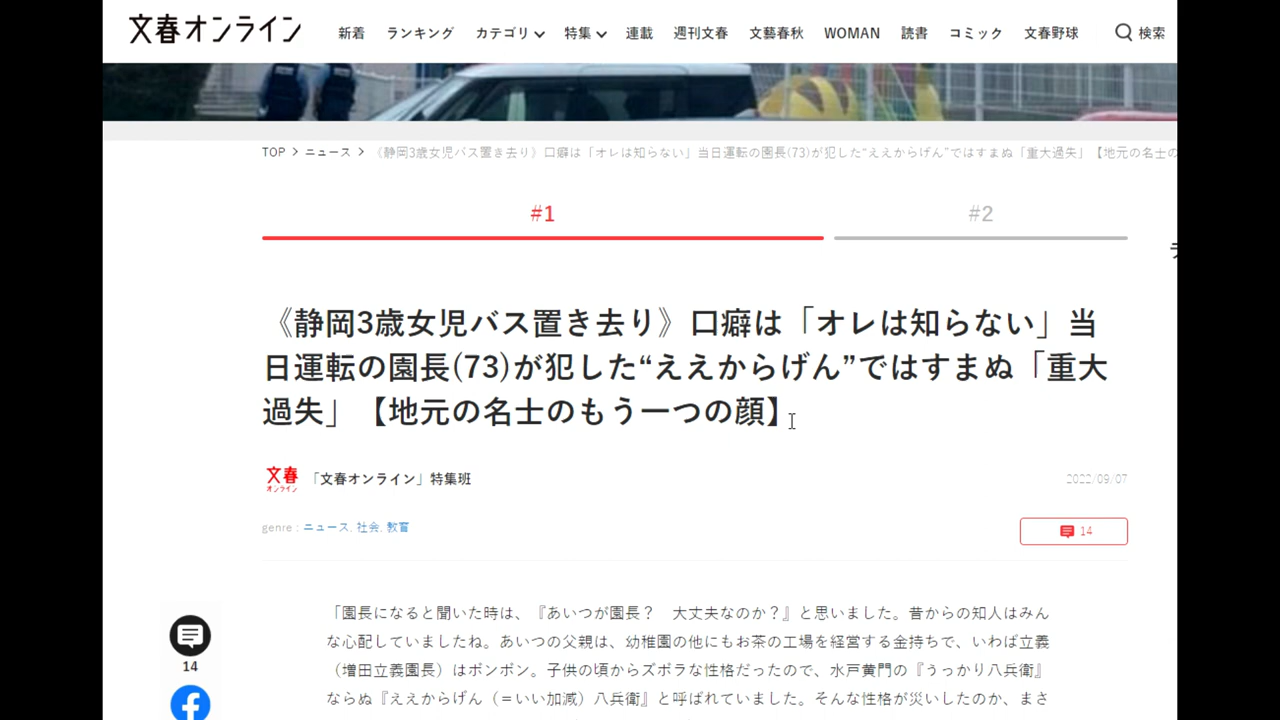 文春オンライン
新着 ランキング カテゴリ 特集 連載 週刊文春 文藝春秋 WOMAN 読書 コミック 文春野球 検索
TOP > ニュース > 《静岡3歳女児バス置き去り》口癖は「オレは知らない」当日運転の園長(73)が犯した“ええからげん”ではすまぬ「重大過失」【地元の名士の
#1 #2
《静岡3歳女児バス置き去り》口癖は「オレは知らない」当
日運転の園長(73)が犯した“ええからげん”ではすまぬ「重大
過失」【地元の名士のもう一つの顔】
文春
オンライン
「文春オンライン」特集班
2022/09/07
genre : ニュース, 社会, 教育
14
「園長になると聞いた時は、『あいつが園長？　大丈夫なのか？』と思いました。昔からの知人はみん
な心配していましたね。あいつの父親は、幼稚園の他にもお茶の工場を経営する金持ちで、いわば立義
（増田立義園長）はボンボン。子供の頃からズボラな性格だったので、水戸黄門の『うっかり八兵衛』
ならぬ『ええからげん（＝いい加減）八兵衛』と呼ばれていました。そんな性格が災いしたのか、まさ
14